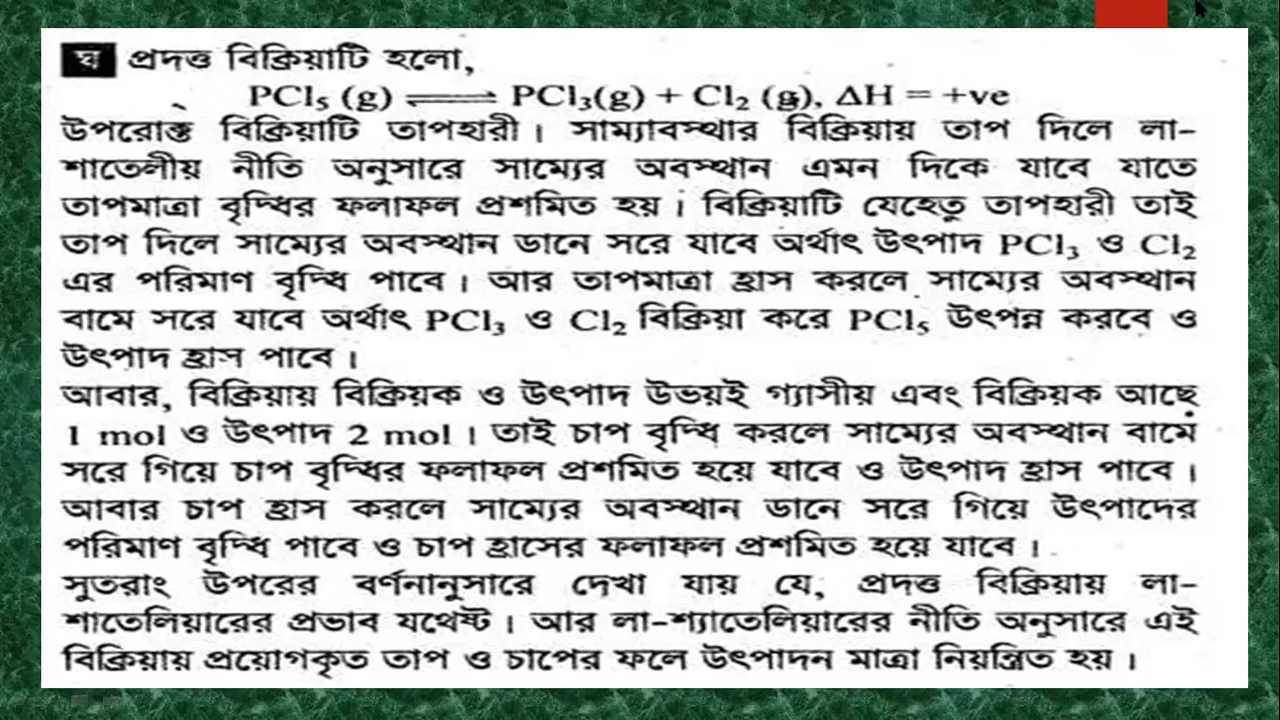 ঘ প্রদত্ত বিক্রিয়াটি হলো,
PCl₅ (g) ⇌ PCl₃(g) + Cl₂ (g), ΔH = +ve
উপরোক্ত বিক্রিয়াটি তাপহারী। সাম্যাবস্থার বিক্রিয়ায় তাপ দিলে লা-
শাতেলীয় নীতি অনুসারে সাম্যের অবস্থান এমন দিকে যাবে যাতে
তাপমাত্রা বৃদ্ধির ফলাফল প্রশমিত হয়। বিক্রিয়াটি যেহেতু তাপহারী তাই
তাপ দিলে সাম্যের অবস্থান ডানে সরে যাবে অর্থাৎ উৎপাদ PCl₃ ও Cl₂
এর পরিমাণ বৃদ্ধি পাবে। আর তাপমাত্রা হ্রাস করলে সাম্যের অবস্থান
বামে সরে যাবে অর্থাৎ PCl₃ ও Cl₂ বিক্রিয়া করে PCl₅ উৎপন্ন করবে ও
উৎপাদ হ্রাস পাবে।
আবার, বিক্রিয়ায় বিক্রিয়ক ও উৎপাদ উভয়ই গ্যাসীয় এবং বিক্রিয়ক আছে
1 mol ও উৎপাদ 2 mol। তাই চাপ বৃদ্ধি করলে সাম্যের অবস্থান বামে
সরে গিয়ে চাপ বৃদ্ধির ফলাফল প্রশমিত হয়ে যাবে ও উৎপাদ হ্রাস পাবে।
আবার চাপ হ্রাস করলে সাম্যের অবস্থান ডানে সরে গিয়ে উৎপাদের
পরিমাণ বৃদ্ধি পাবে ও চাপ হ্রাসের ফলাফল প্রশমিত হয়ে যাবে।
সুতরাং উপরের বর্ণনানুসারে দেখা যায় যে, প্রদত্ত বিক্রিয়ায় লা-
শাতেলিয়ারের প্রভাব যথেষ্ট। আর লা-শ্যাতেলিয়ারের নীতি অনুসারে এই
বিক্রিয়ায় প্রয়োগকৃত তাপ ও চাপের ফলে উৎপাদন মাত্রা নিয়ন্ত্রিত হয়।